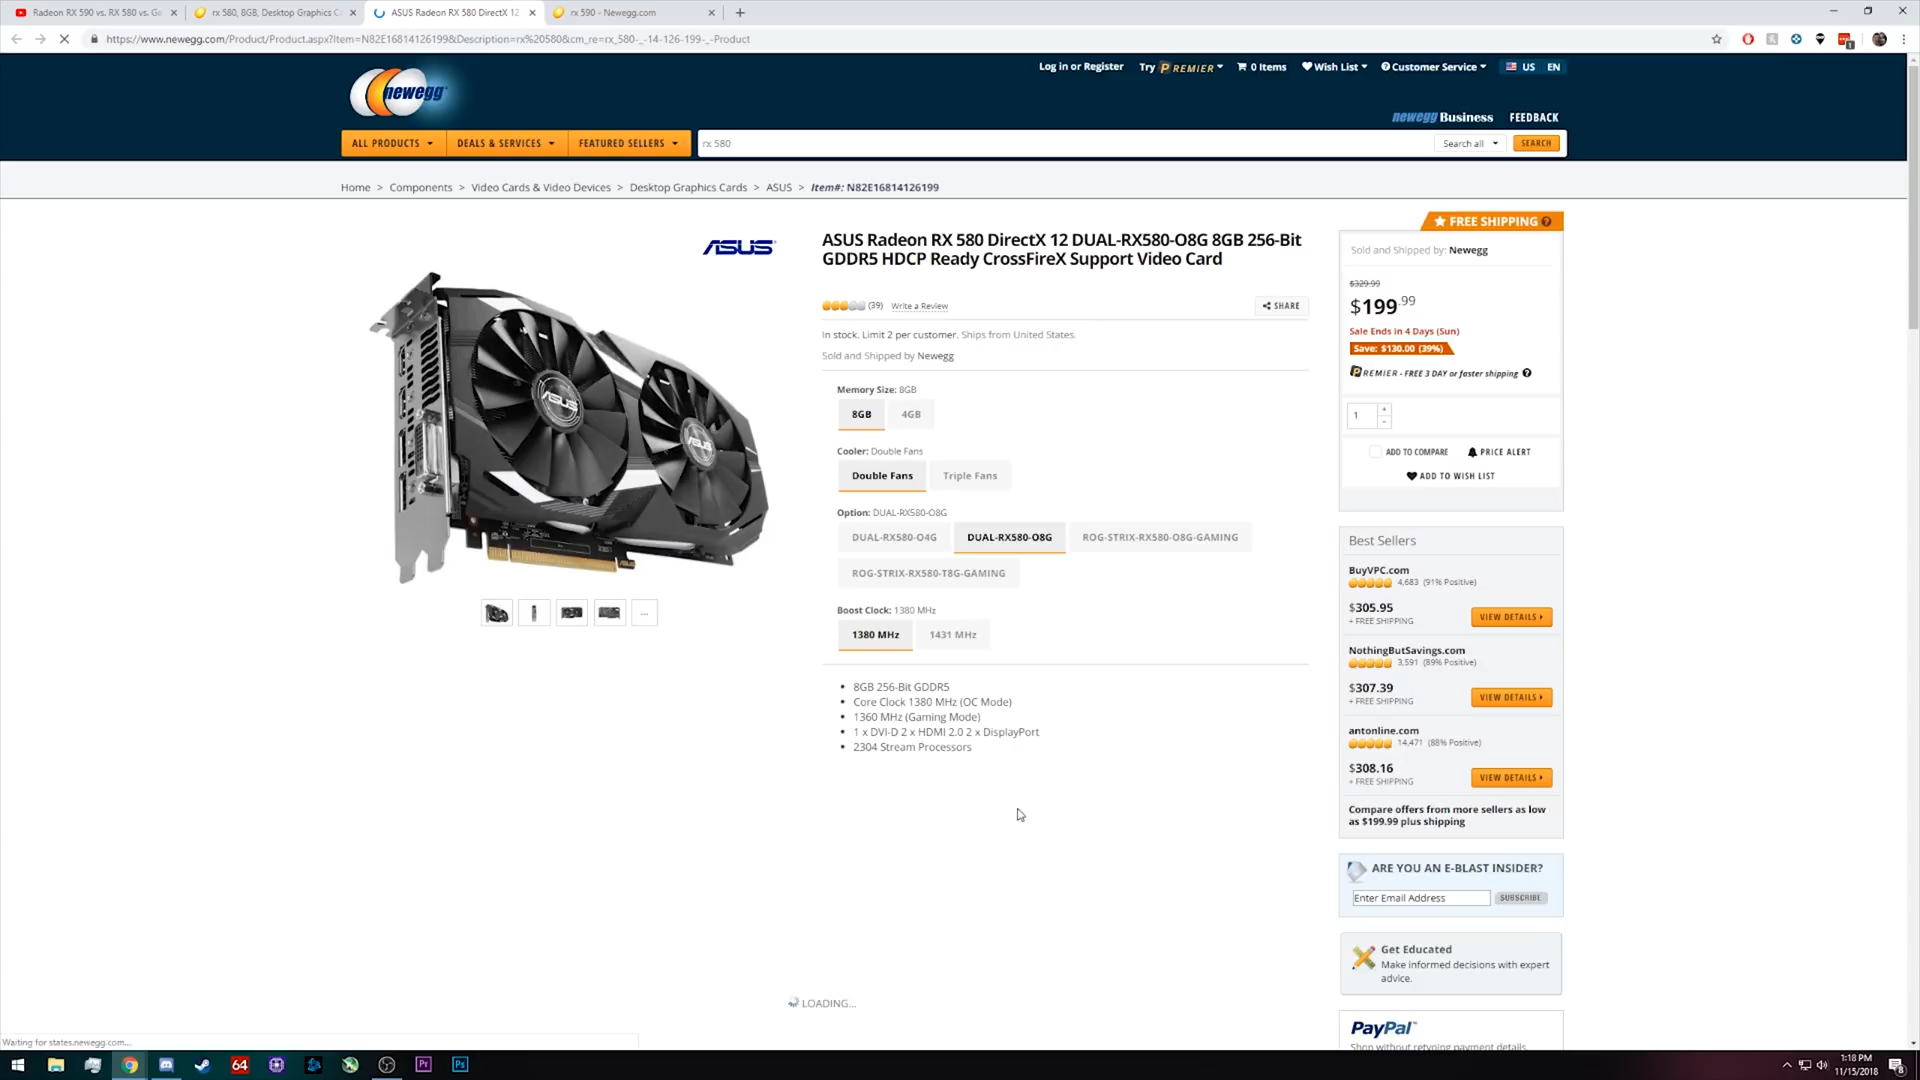 Radeon RX 590 vs. RX 580 vs. G
rx 580, 8GB, Desktop Graphics C
ASUS Radeon RX 580 DirectX 12
rx 590 - Newegg.com
https://www.newegg.com/Product/Product.aspx?Item=N82E16814126199&Description=rx%20580&cm_re=rx_580-_-14-126-199-_-Product
newegg
Log in or Register
Try PREMIER
0 Items
Wish List
Customer Service
US EN
newegg Business
FEEDBACK
ALL PRODUCTS
DEALS & SERVICES
FEATURED SELLERS
rx 580
Search all
SEARCH
Home > Components > Video Cards & Video Devices > Desktop Graphics Cards > ASUS > Item#: N82E16814126199
ASUS
ASUS Radeon RX 580 DirectX 12 DUAL-RX580-O8G 8GB 256-Bit
GDDR5 HDCP Ready CrossFireX Support Video Card
(39) Write a Review
SHARE
In stock. Limit 2 per customer. Ships from United States.
Sold and Shipped by Newegg
Memory Size: 8GB
8GB 4GB
Cooler: Double Fans
Double Fans Triple Fans
Option: DUAL-RX580-O8G
DUAL-RX580-O4G DUAL-RX580-O8G ROG-STRIX-RX580-O8G-GAMING
ROG-STRIX-RX580-T8G-GAMING
Boost Clock: 1380 MHz
1380 MHz 1431 MHz
8GB 256-Bit GDDR5
Core Clock 1380 MHz (OC Mode)
1360 MHz (Gaming Mode)
1 x DVI-D 2 x HDMI 2.0 2 x DisplayPort
2304 Stream Processors
ASUS
ASUS
...
LOADING...
FREE SHIPPING
Sold and Shipped by: Newegg
$329.99
$199.99
Sale Ends in 4 Days (Sun)
Save: $130.00 (39%)
PREMIER - FREE 3 DAY or faster shipping
1
ADD TO COMPARE
PRICE ALERT
ADD TO WISH LIST
Best Sellers
BuyVPC.com
4,683 (91% Positive)
$305.95
+ FREE SHIPPING
VIEW DETAILS
NothingButSavings.com
3,591 (89% Positive)
$307.39
+ FREE SHIPPING
VIEW DETAILS
antonline.com
14,471 (88% Positive)
$308.16
+ FREE SHIPPING
VIEW DETAILS
Compare offers from more sellers as low
as $199.99 plus shipping
ARE YOU AN E-BLAST INSIDER?
Enter Email Address
SUBSCRIBE
Get Educated
Make informed decisions with expert
advice.
PayPal
Shop without retyping payment details.
Waiting for states.newegg.com...
64
Pr
Ps
1:18 PM
11/15/2018